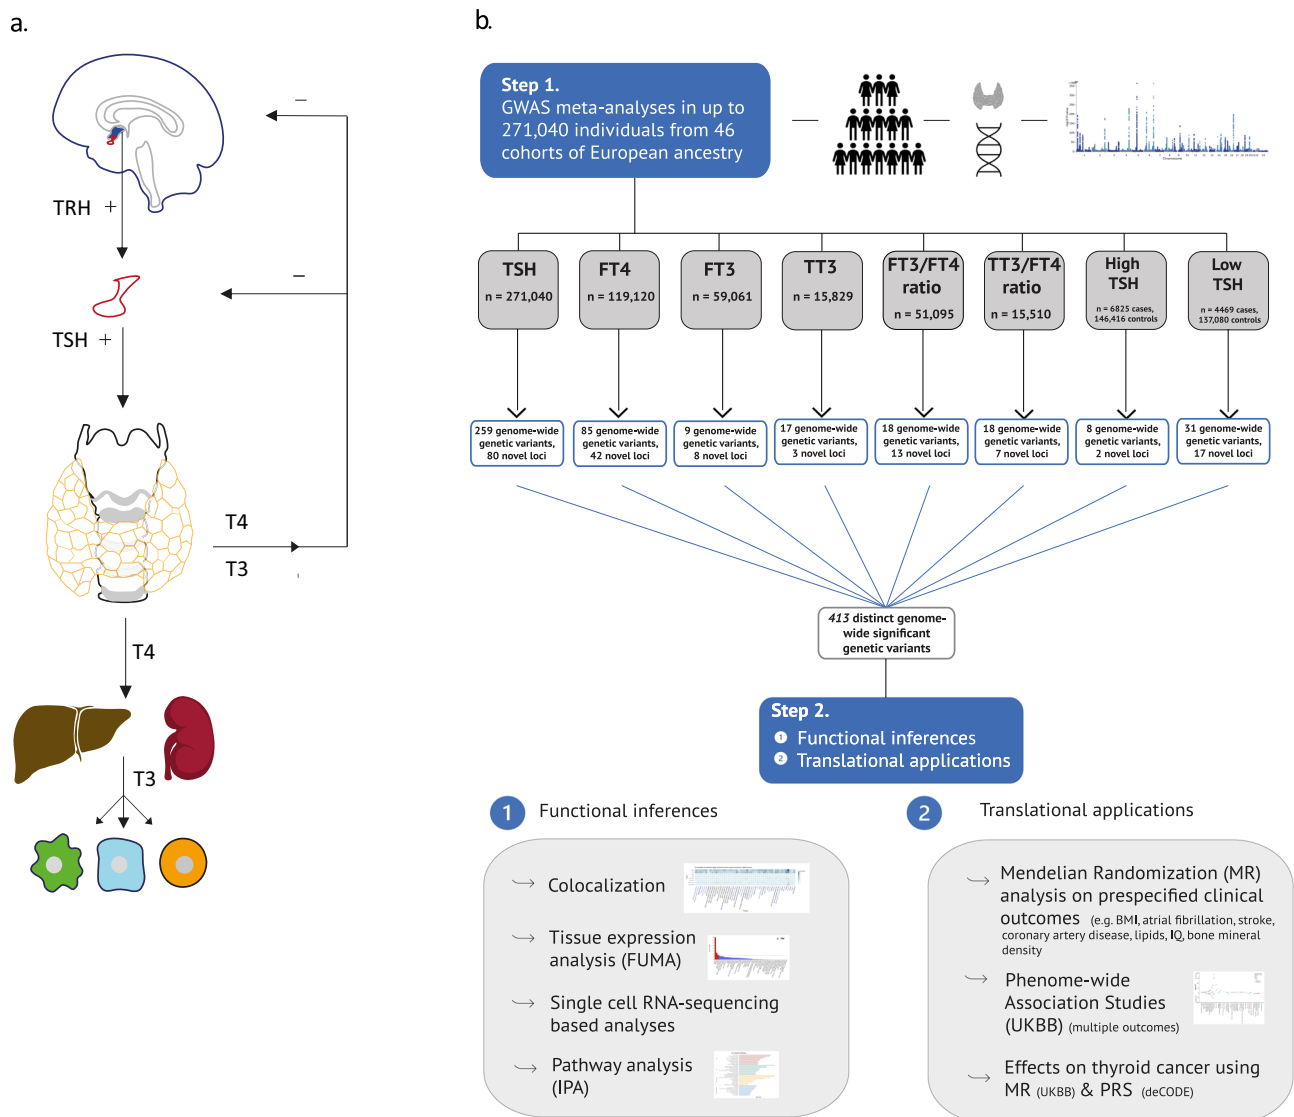 a.
TRH +
–
–
TSH +
T4
T3
T4
T3
b.
Step 1.
GWAS meta-analyses in up to
271,040 individuals from 46
cohorts of European ancestry
TSH
n = 271,040
FT4
n = 119,120
FT3
n = 59,061
TT3
n = 15,829
FT3/FT4
ratio
n = 51,095
TT3/FT4
ratio
n = 15,510
High
TSH
n = 6825 cases,
146,416 controls
Low
TSH
n = 4469 cases,
137,080 controls
259 genome-wide
genetic variants,
80 novel loci
85 genome-wide
genetic variants,
42 novel loci
9 genome-wide
genetic variants,
8 novel loci
17 genome-wide
genetic variants,
3 novel loci
18 genome-wide
genetic variants,
13 novel loci
18 genome-wide
genetic variants,
7 novel loci
8 genome-wide
genetic variants,
2 novel loci
31 genome-wide
genetic variants,
17 novel loci
413 distinct genome-
wide significant
genetic variants
Step 2.
1 Functional inferences
2 Translational applications
1 Functional inferences
Colocalization
Tissue expression
analysis (FUMA)
Single cell RNA-sequencing
based analyses
Pathway analysis
(IPA)
2 Translational applications
Mendelian Randomization (MR)
analysis on prespecified clinical
outcomes (e.g. BMI, atrial fibrillation, stroke,
coronary artery disease, lipids, IQ, bone mineral
density
Phenome-wide
Association Studies
(UKBB) (multiple outcomes)
Effects on thyroid cancer using
MR (UKBB) & PRS (deCODE)